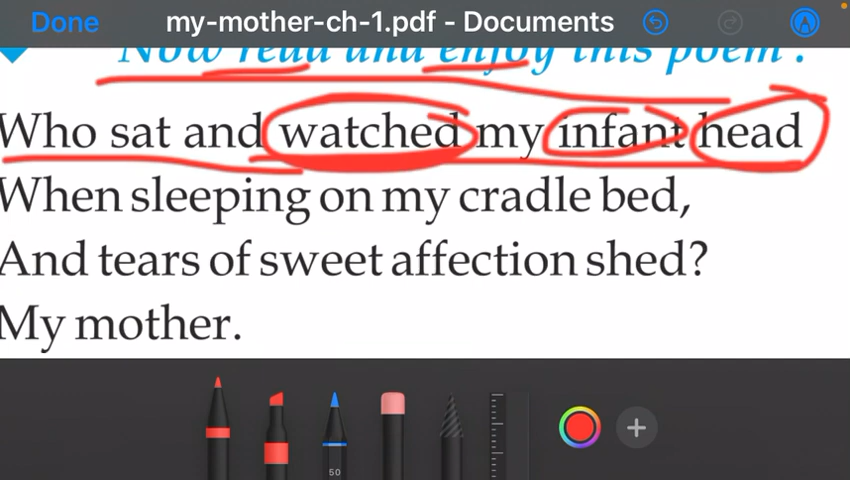 Done my-mother-ch-1.pdf - Documents
Now read and enjoy this poem :
Who sat and watched my infant head
When sleeping on my cradle bed,
And tears of sweet affection shed?
My mother.
50